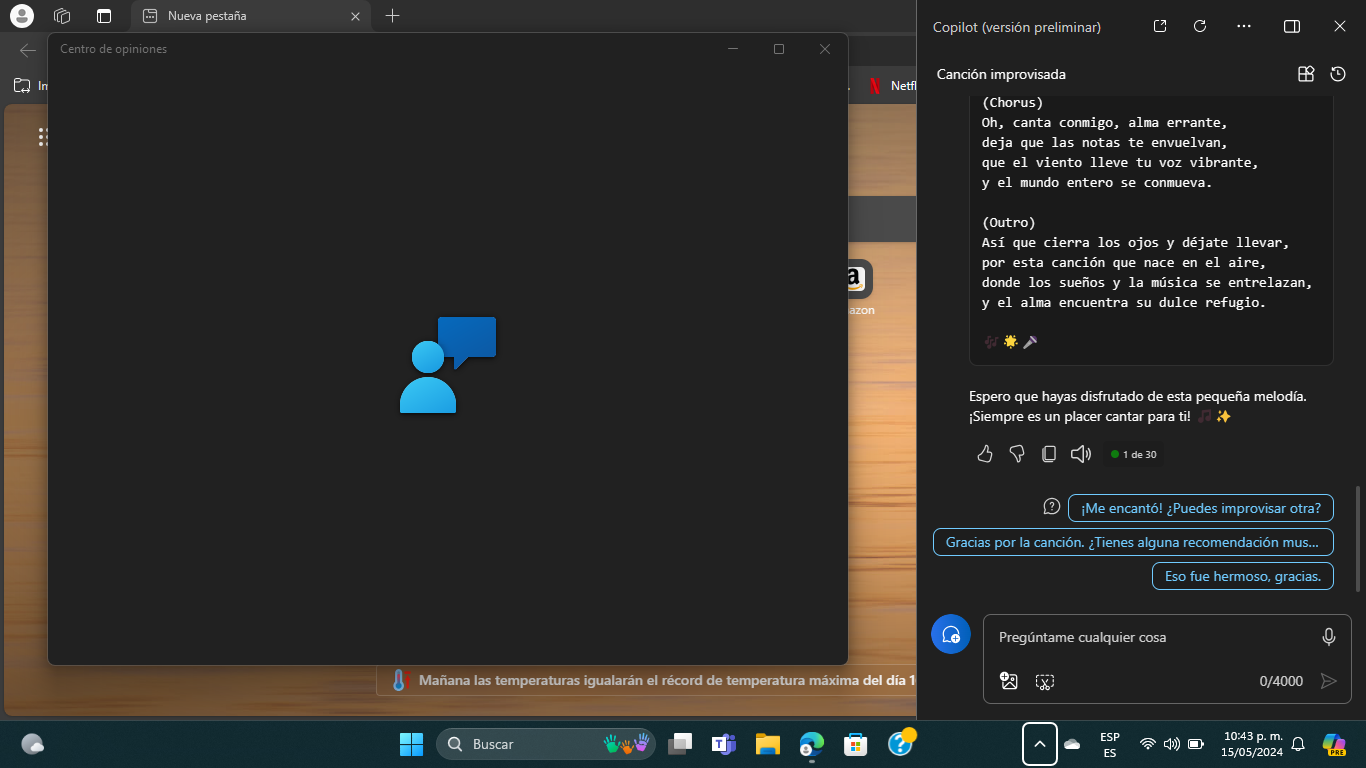 Nueva pestaña
Centro de opiniones
Netfl
azon
Mañana las temperaturas igualarán el récord de temperatura máxima del día 1
Copilot (versión preliminar)
Canción improvisada
(Chorus)
Oh, canta conmigo, alma errante,
deja que las notas te envuelvan,
que el viento lleve tu voz vibrante,
y el mundo entero se conmueva.
(Outro)
Así que cierra los ojos y déjate llevar,
por esta canción que nace en el aire,
donde los sueños y la música se entrelazan,
y el alma encuentra su dulce refugio.
Espero que hayas disfrutado de esta pequeña melodía.
¡Siempre es un placer cantar para ti!
1 de 30
¡Me encantó! ¿Puedes improvisar otra?
Gracias por la canción. ¿Tienes alguna recomendación mus...
Eso fue hermoso, gracias.
Pregúntame cualquier cosa
0/4000
Buscar
ESP
ES
10:43 p. m.
15/05/2024
PRE